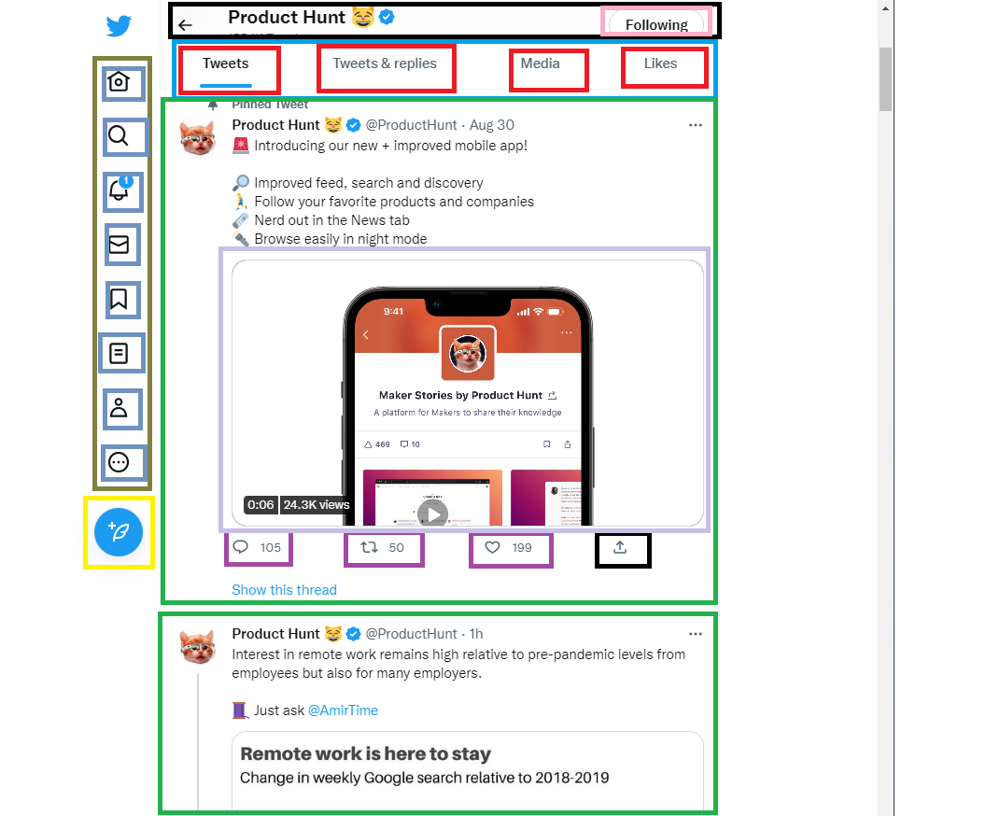 Product Hunt 😸
Following
Tweets
Tweets & replies
Media
Likes
1
Pinned Tweet
Product Hunt 😸 @ProductHunt · Aug 30
🚨 Introducing our new + improved mobile app!
🔎 Improved feed, search and discovery
Follow your favorite products and companies
🗞️ Nerd out in the News tab
🔦 Browse easily in night mode
9:41
Maker Stories by Product Hunt
A platform for Makers to share their knowledge
469
10
0:06
24.3K views
105
50
199
Show this thread
Product Hunt 😸 @ProductHunt · 1h
Interest in remote work remains high relative to pre-pandemic levels from
employees but also for many employers.
🧵 Just ask @AmirTime
Remote work is here to stay
Change in weekly Google search relative to 2018-2019